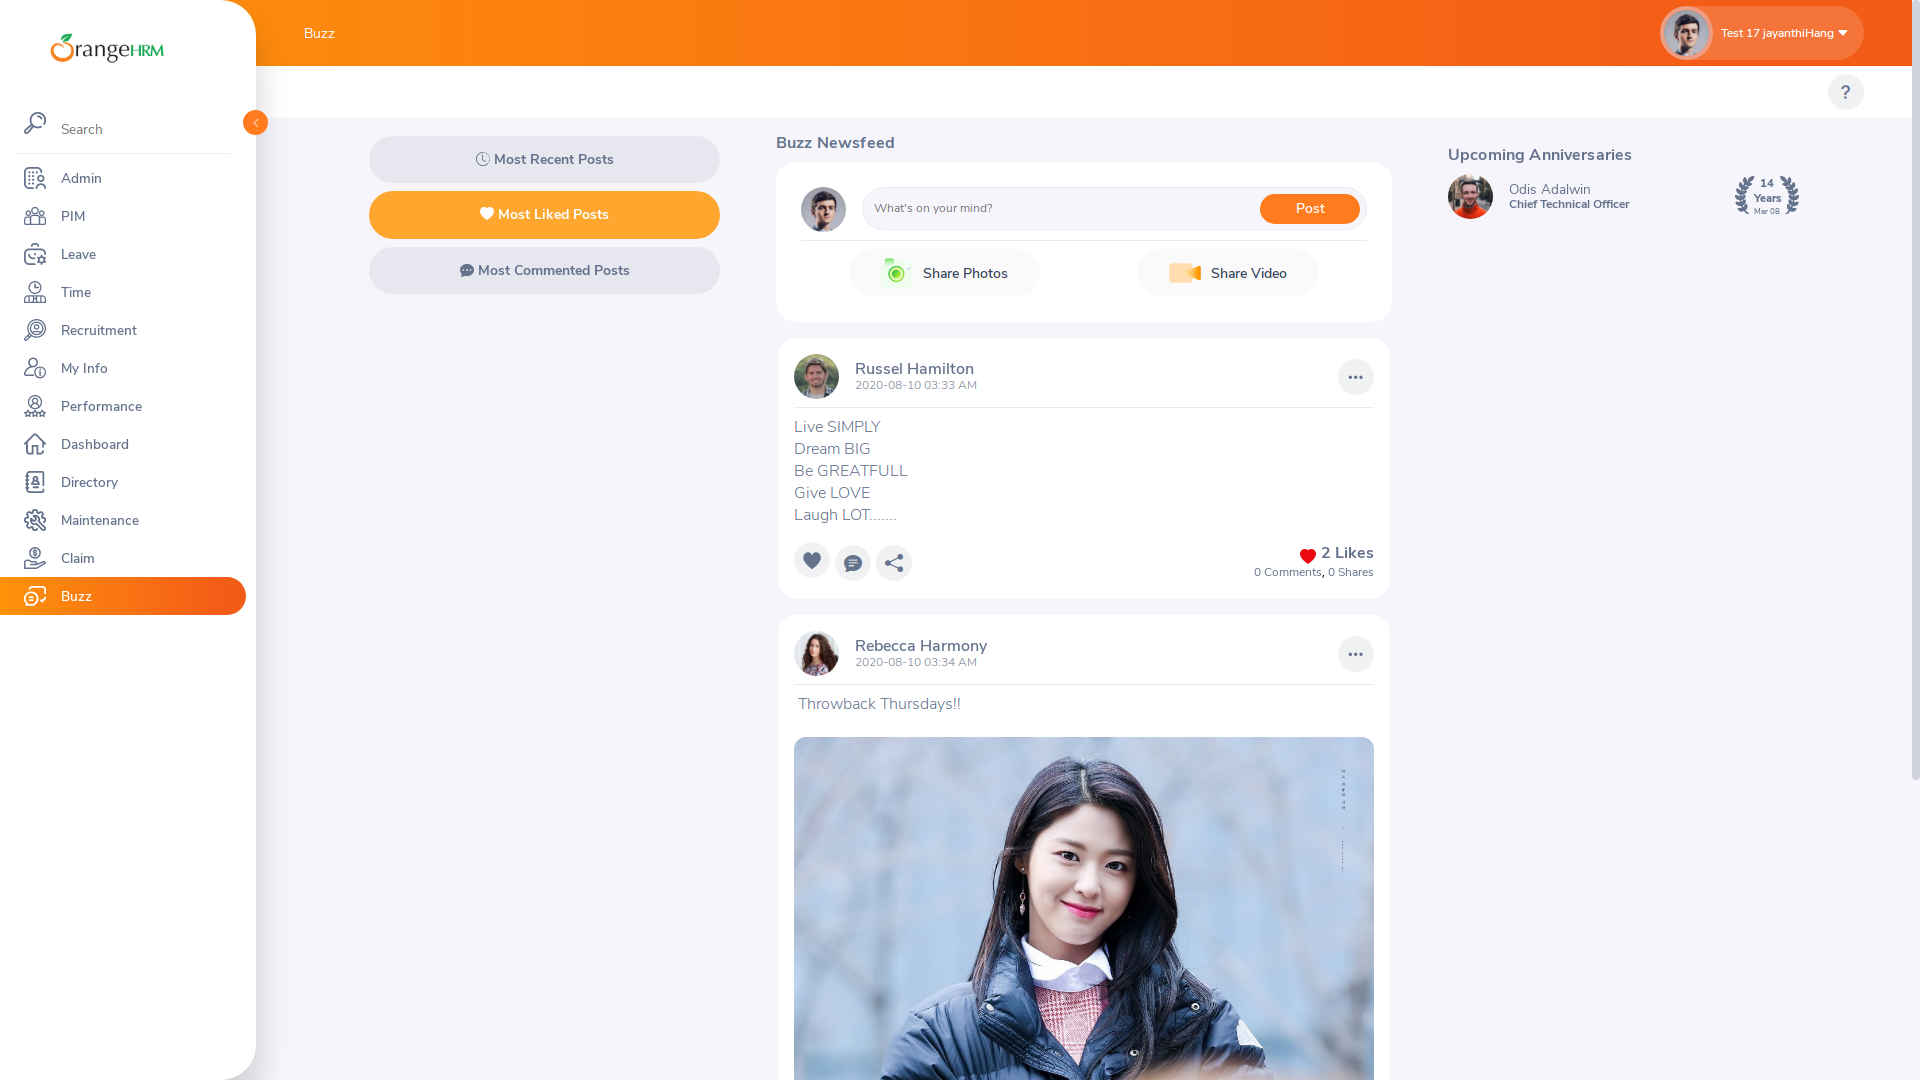 OrangeHRM
Search
Admin
PIM
Leave
Time
Recruitment
My Info
Performance
Dashboard
Directory
Maintenance
Claim
Buzz
Buzz
Test 17 jayanthiHang
?
Most Recent Posts
Most Liked Posts
Most Commented Posts
Buzz Newsfeed
What's on your mind?
Post
Share Photos
Share Video
Russel Hamilton
2020-08-10 03:33 AM
Live SIMPLY
Dream BIG
Be GREATFULL
Give LOVE
Laugh LOT.......
2 Likes
0 Comments, 0 Shares
Rebecca Harmony
2020-08-10 03:34 AM
Throwback Thursdays!!
Upcoming Anniversaries
Odis Adalwin
Chief Technical Officer
14
Years
Mar 08